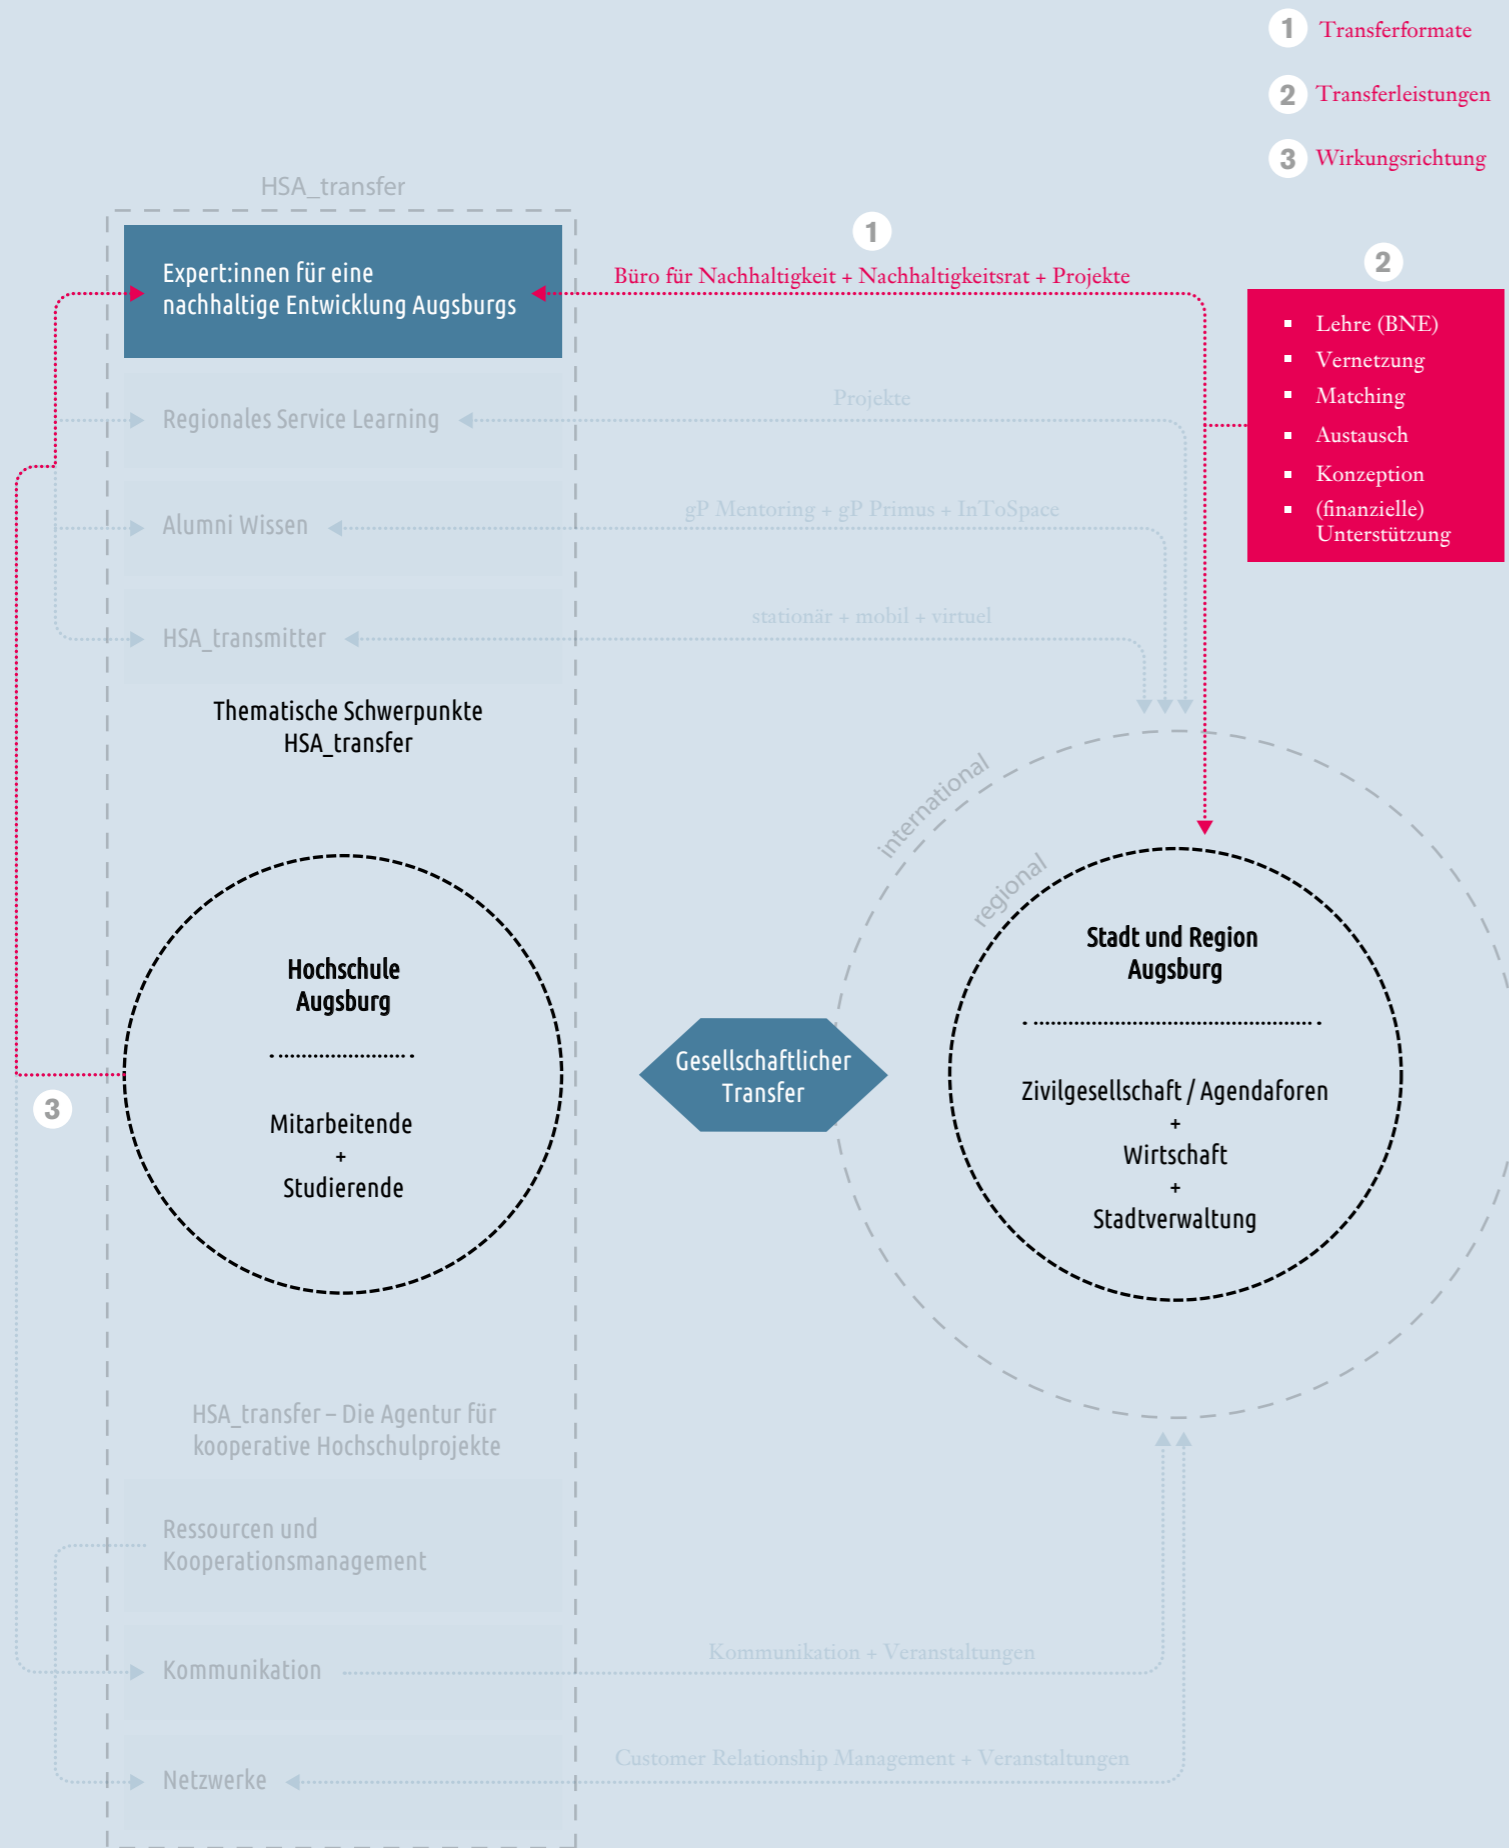 1 Transferformate
2 Transferleistungen
3 Wirkungsrichtung
HSA_transfer
Expert:innen für eine
nachhaltige Entwicklung Augsburgs
1
Büro für Nachhaltigkeit + Nachhaltigkeitsrat + Projekte
2
Lehre (BNE)
Vernetzung
Matching
Austausch
Konzeption
(finanzielle)
Unterstützung
Regionales Service Learning
Projekte
Alumni Wissen
gP Mentoring + gP Primus + InToSpace
HSA_transmitter
stationär + mobil + virtuel
Thematische Schwerpunkte
HSA_transfer
international
regional
Hochschule
Augsburg
Mitarbeitende
+
Studierende
3
Gesellschaftlicher
Transfer
Stadt und Region
Augsburg
Zivilgesellschaft / Agendaforen
+
Wirtschaft
+
Stadtverwaltung
HSA_transfer – Die Agentur für
kooperative Hochschulprojekte
Ressourcen und
Kooperationsmanagement
Kommunikation
Kommunikation + Veranstaltungen
Netzwerke
Customer Relationship Management + Veranstaltungen